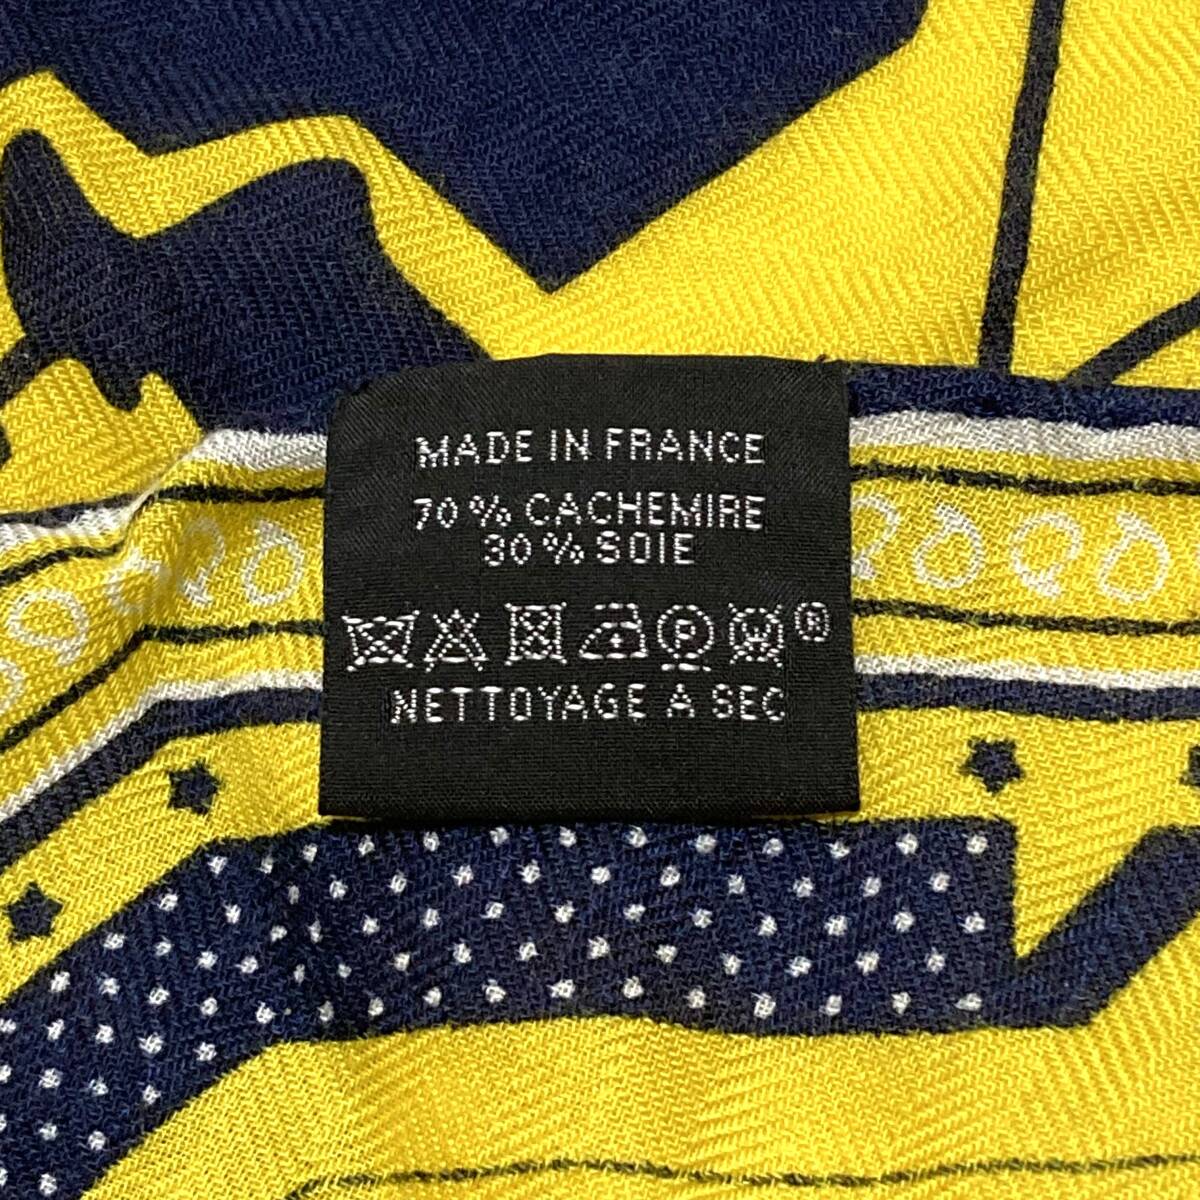 MADE IN FRANCE
70 % CACHEMIRE
30 % SOIE
P ®
NETTOYAGE A SEC